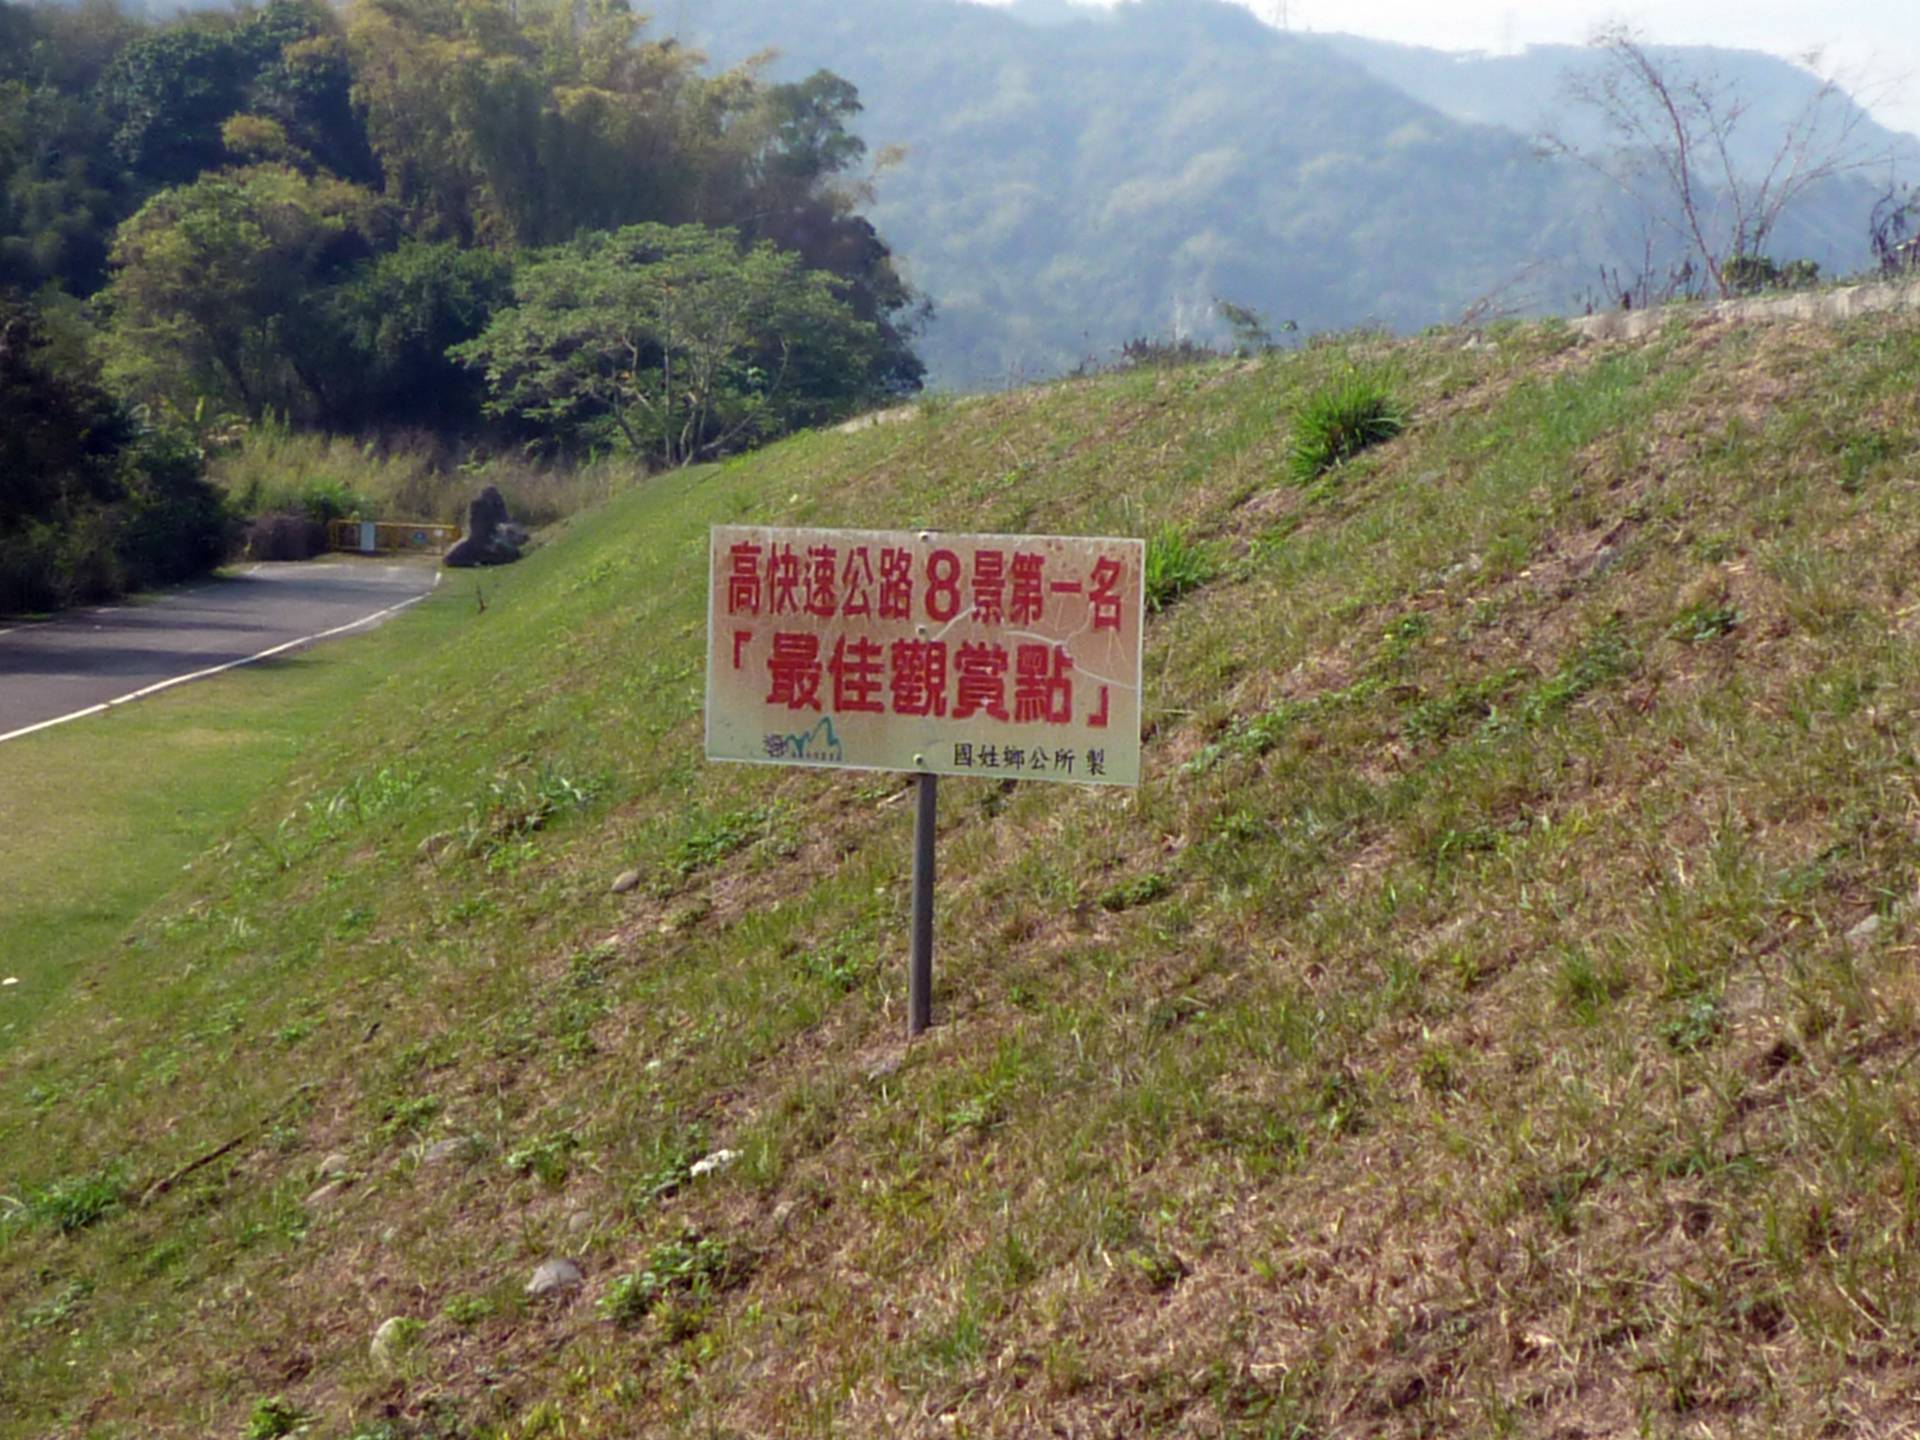 高快速公路8景第一名
「最佳觀賞點」
國姓鄉公所 製